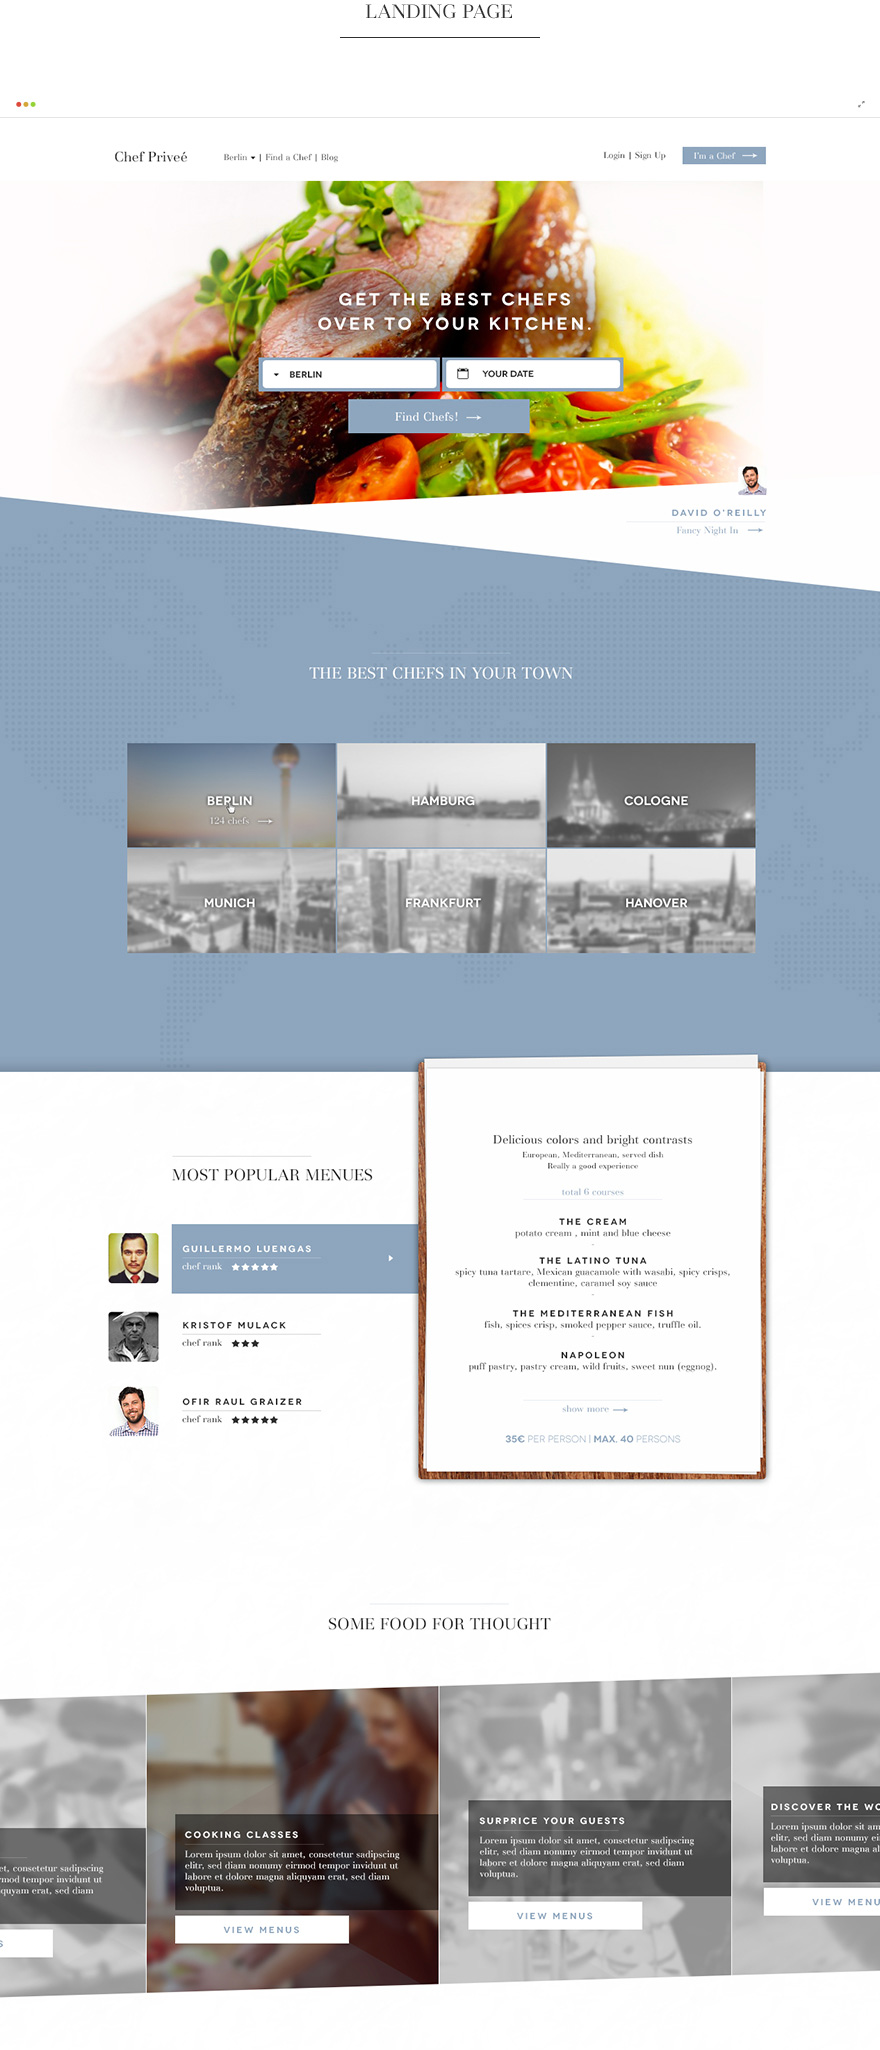 LANDING PAGE
Chef Priveé
Berlin | Find a Chef | Blog
Login | Sign Up
I'm a Chef
GET THE BEST CHEFS
OVER TO YOUR KITCHEN.
BERLIN
YOUR DATE
Find Chefs!
DAVID O'REILLY
Fancy Night In
THE BEST CHEFS IN YOUR TOWN
BERLIN
124 chefs
HAMBURG
COLOGNE
MUNICH
FRANKFURT
HANOVER
MOST POPULAR MENUES
GUILLERMO LUENGAS
chef rank
KRISTOF MULACK
chef rank
OFIR RAUL GRAIZER
chef rank
Delicious colors and bright contrasts
European, Mediterranean, served dish
Really a good experience
total 6 courses
THE CREAM
potato cream , mint and blue cheese
THE LATINO TUNA
spicy tuna tartare, Mexican guacamole with wasabi, spicy crisps,
clementine, caramel soy sauce
THE MEDITERRANEAN FISH
fish, spices crisp, smoked pepper sauce, truffle oil.
NAPOLEON
puff pastry, pastry cream, wild fruits, sweet nun (eggnog).
show more
35€ PER PERSON | MAX. 40 PERSONS
SOME FOOD FOR THOUGHT
et, consetetur sadipscing
rmod tempor invidunt ut
quyam erat, sed diam
S
COOKING CLASSES
Lorem ipsum dolor sit amet, consetetur sadipscing
elitr, sed diam nonumy eirmod tempor invidunt ut
labore et dolore magna aliquyam erat, sed diam
voluptua.
VIEW MENUS
SURPRICE YOUR GUESTS
Lorem ipsum dolor sit amet, consetetur sadipscing
elitr, sed diam nonumy eirmod tempor invidunt ut
labore et dolore magna aliquyam erat, sed diam
voluptua.
VIEW MENUS
DISCOVER THE WO
Lorem ipsum dolor sit am
elitr, sed diam nonumy ei
labore et dolore magna al
voluptua.
VIEW MENU